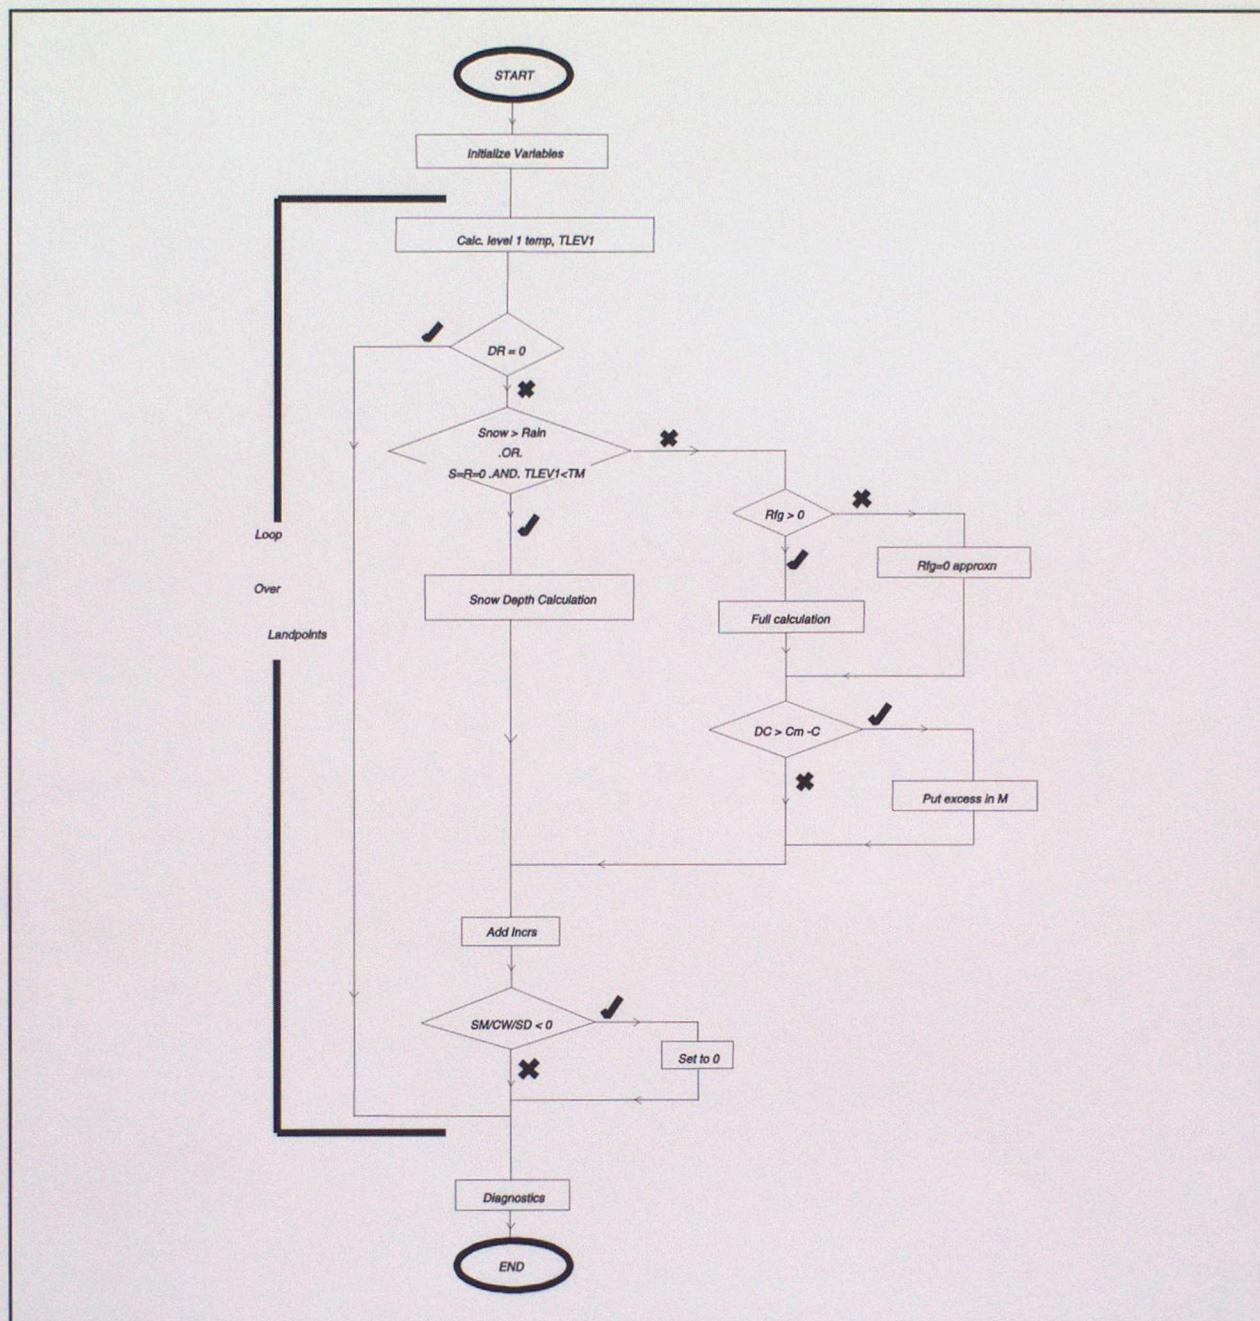 START
Initialize Variables
Calc. level 1 temp, TLEV1
DR = 0
Snow > Rain
.OR.
S=R=0 .AND. TLEV1<TM
Rfg > 0
Rfg=0 approxn
Loop
Over
Landpoints
Snow Depth Calculation
Full calculation
DC > Cm -C
Put excess in M
Add Incrs
SM/CW/SD < 0
Set to 0
Diagnostics
END